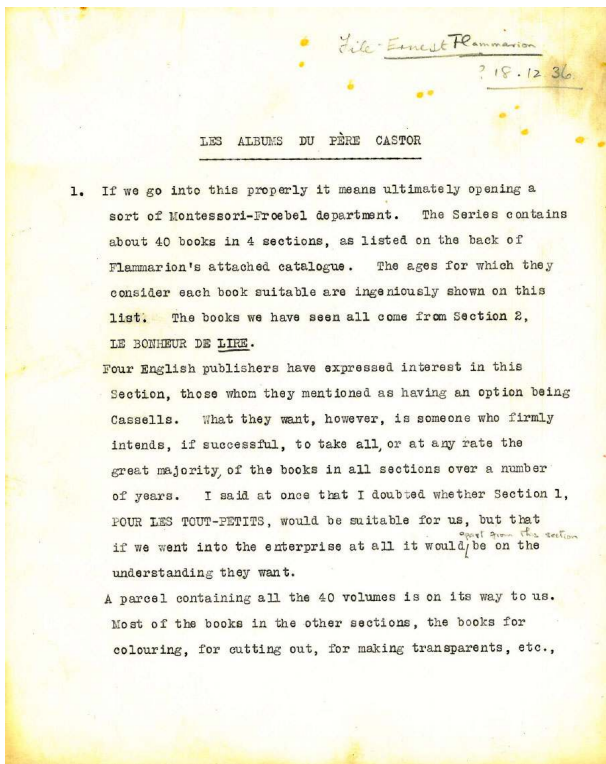 File - Ernest Flammarion
? 18.12.36
LES ALBUMS DU PÈRE CASTOR
1. If we go into this properly it means ultimately opening a
sort of Montessori-Froebel department. The Series contains
about 40 books in 4 sections, as listed on the back of
Flammarion's attached catalogue. The ages for which they
consider each book suitable are ingeniously shown on this
list. The books we have seen all come from Section 2,
LE BONHEUR DE LIRE.
Four English publishers have expressed interest in this
Section, those whom they mentioned as having an option being
Cassells. What they want, however, is someone who firmly
intends, if successful, to take all, or at any rate the
great majority, of the books in all sections over a number
of years. I said at once that I doubted whether Section 1,
POUR LES TOUT-PETITS, would be suitable for us, but that
apart from this section
if we went into the enterprise at all it would/be on the
understanding they want.
A parcel containing all the 40 volumes is on its way to us.
Most of the books in the other sections, the books for
colouring, for cutting out, for making transparents, etc.,